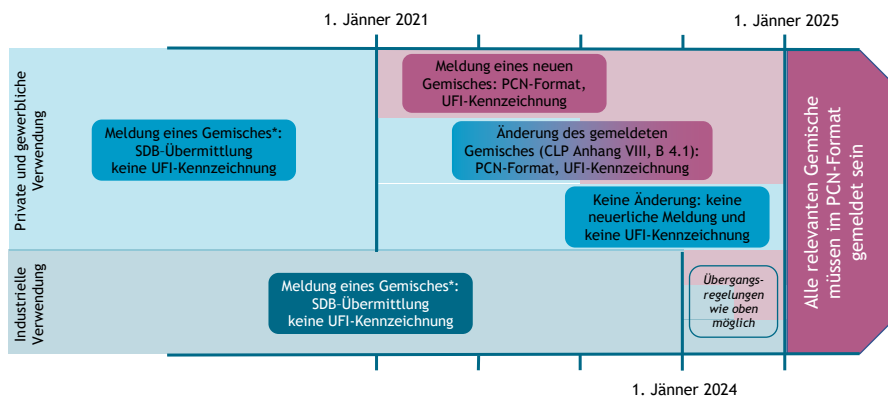 1. Jänner 2021
1. Jänner 2025
Private und gewerbliche
Verwendung
Meldung eines Gemisches*:
SDB-Übermittlung
keine UFI-Kennzeichnung
Meldung eines neuen
Gemisches: PCN-Format,
UFI-Kennzeichnung
Änderung des gemeldeten
Gemisches (CLP Anhang VIII, B 4.1):
PCN-Format, UFI-Kennzeichnung
Keine Änderung: keine
neuerliche Meldung und
keine UFI-Kennzeichnung
Alle relevanten Gemische
müssen im PCN-Format
gemeldet sein
Industrielle
Verwendung
Meldung eines Gemisches*:
SDB-Übermittlung
keine UFI-Kennzeichnung
Übergangs-
regelungen
wie oben
möglich
1. Jänner 2024